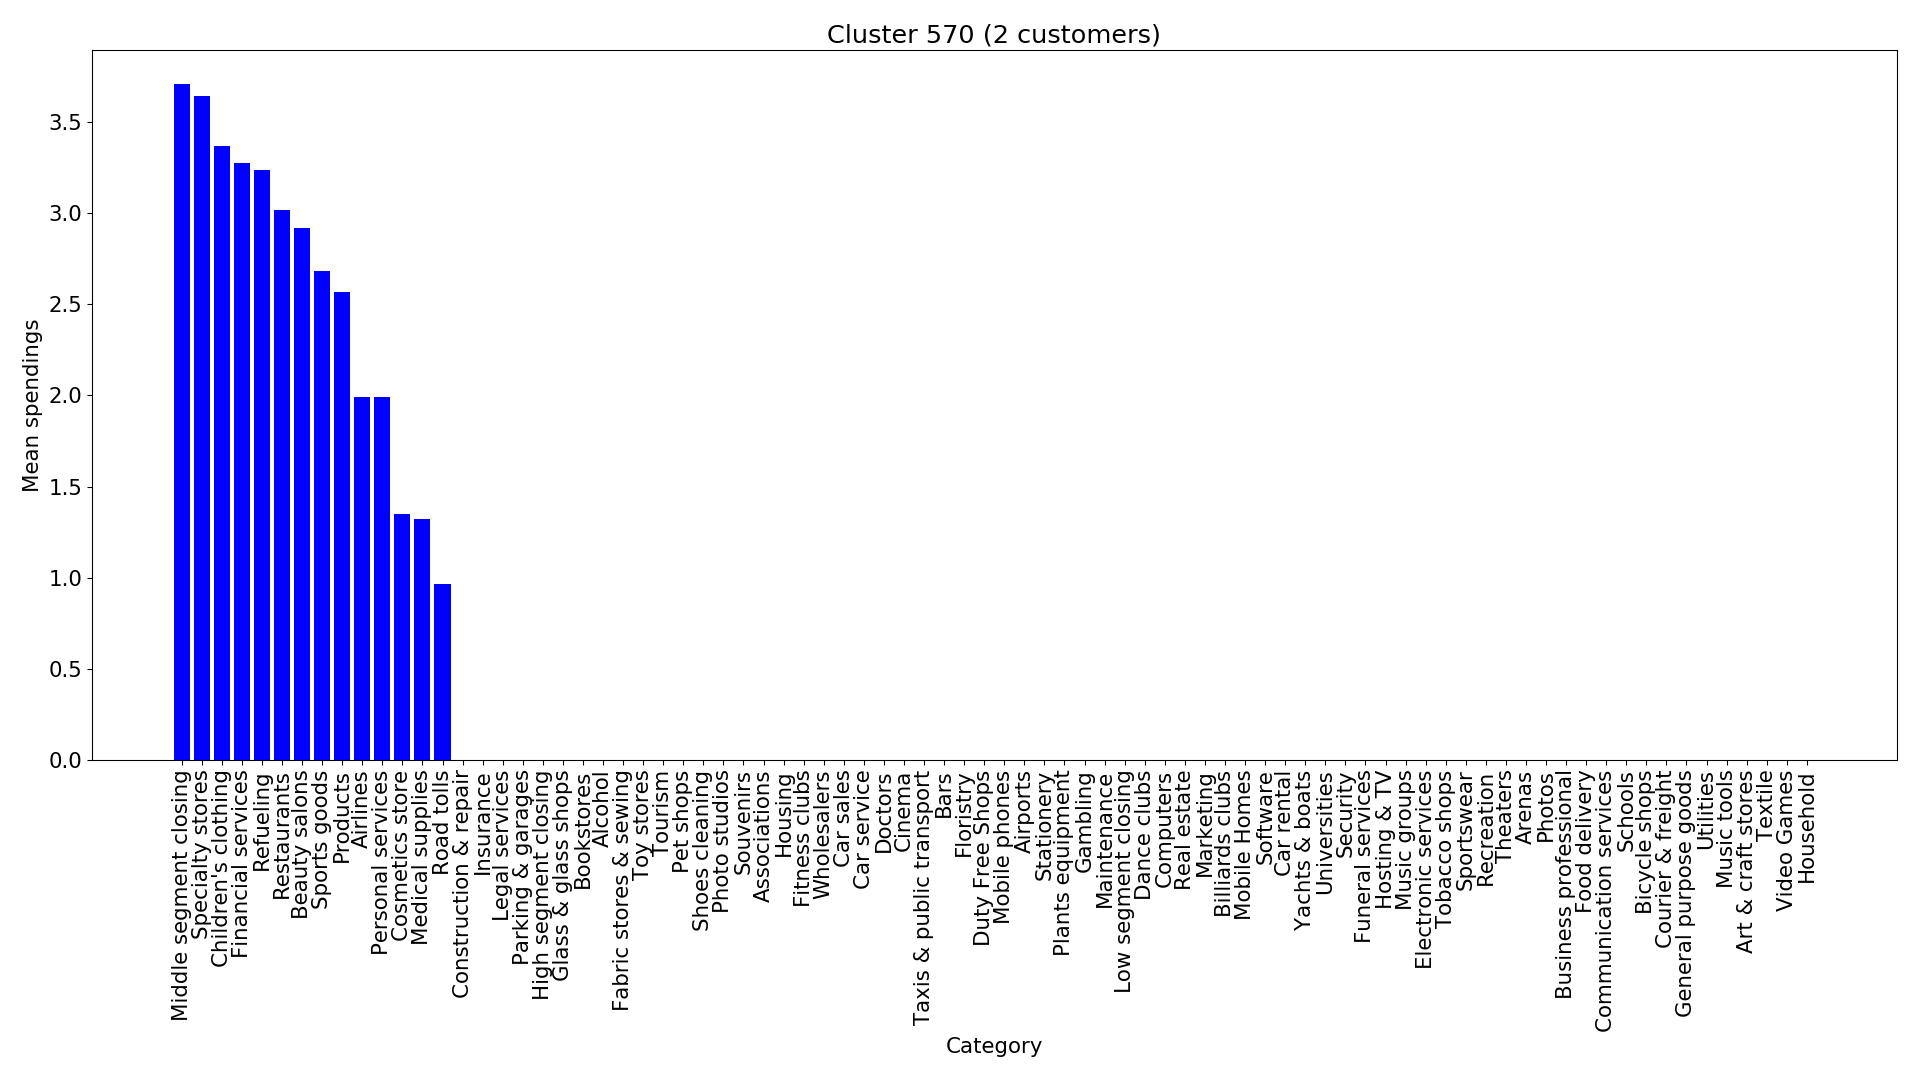 Cluster 570 (2 customers)
3.5
3.0
2.5
2.0
1.5
1.0
0.5
0.0
Mean spendings
Middle segment closing
Specialty stores
Children's clothing
Financial services
Refueling
Restaurants
Beauty salons
Sports goods
Products
Airlines
Personal services
Cosmetics store
Medical supplies
Road tolls
Construction & repair
Insurance
Legal services
Parking & garages
High segment closing
Glass & glass shops
Bookstores
Alcohol
Fabric stores & sewing
Toy stores
Tourism
Pet shops
Shoes cleaning
Photo studios
Souvenirs
Associations
Housing
Fitness clubs
Wholesalers
Car sales
Car service
Doctors
Cinema
Taxis & public transport
Bars
Floristry
Duty Free Shops
Mobile phones
Airports
Stationery
Plants equipment
Gambling
Maintenance
Low segment closing
Dance clubs
Computers
Real estate
Marketing
Billiards clubs
Mobile Homes
Software
Car rental
Yachts & boats
Universities
Security
Funeral services
Hosting & TV
Music groups
Electronic services
Tobacco shops
Sportswear
Recreation
Theaters
Arenas
Photos
Business professional
Food delivery
Communication services
Schools
Bicycle shops
Courier & freight
General purpose goods
Utilities
Music tools
Art & craft stores
Textile
Video Games
Household
Category